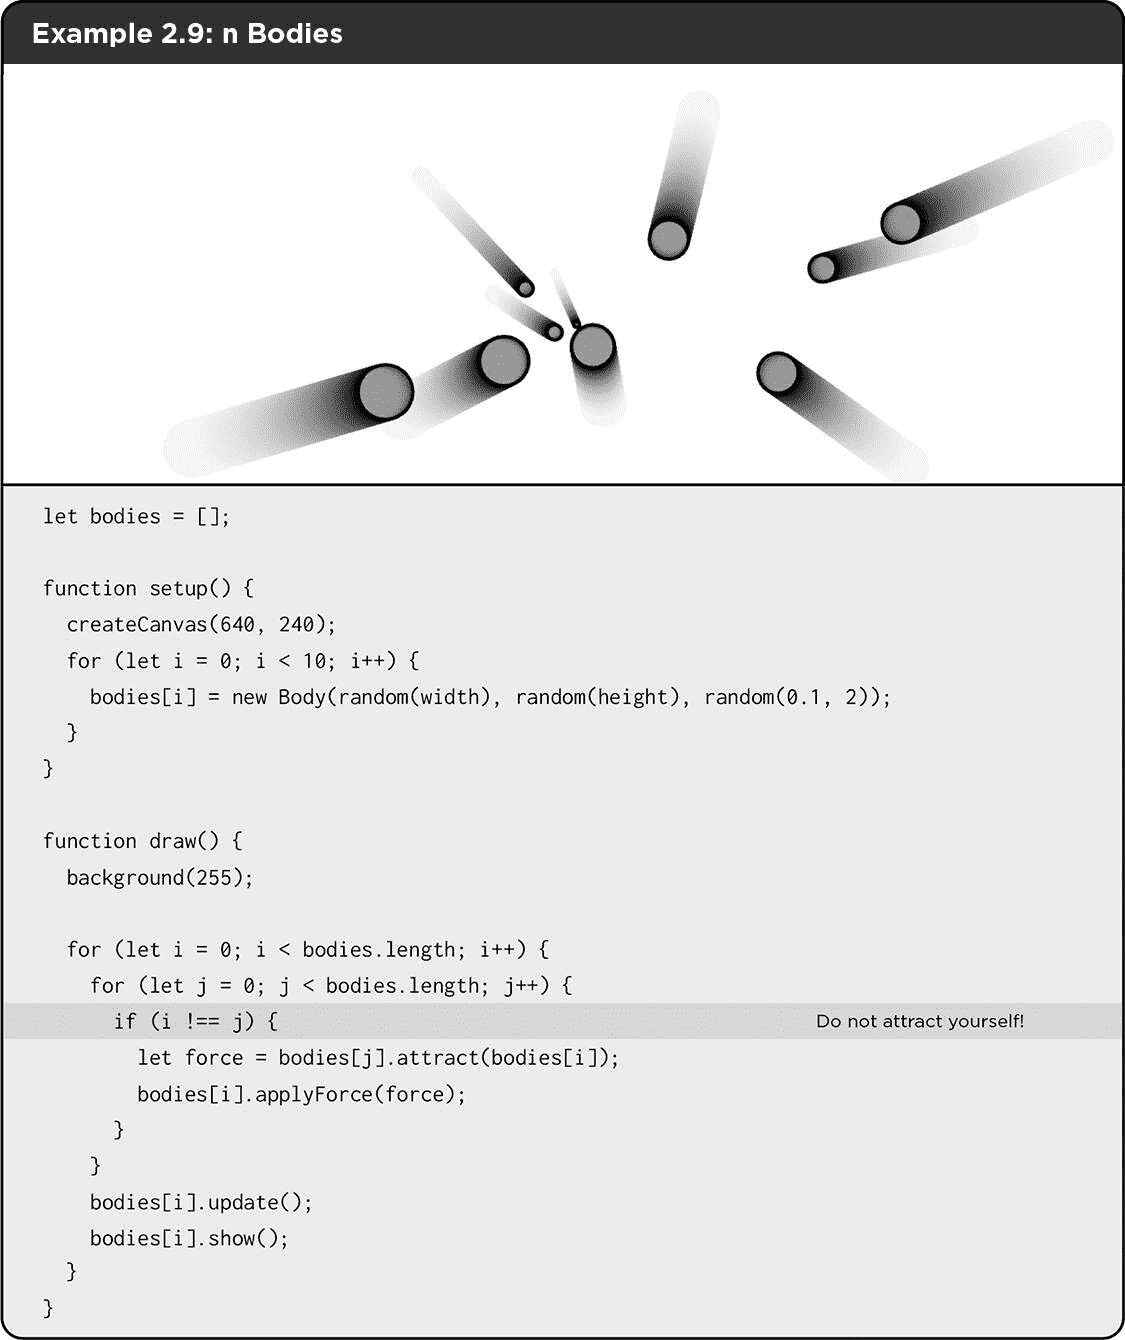 Example 2.9: n Bodies
let bodies = [];
function setup() {
  createCanvas(640, 240);
  for (let i = 0; i < 10; i++) {
    bodies[i] = new Body(random(width), random(height), random(0.1, 2));
  }
}
function draw() {
  background(255);
  for (let i = 0; i < bodies.length; i++) {
    for (let j = 0; j < bodies.length; j++) {
      if (i !== j) { Do not attract yourself!
        let force = bodies[j].attract(bodies[i]);
        bodies[i].applyForce(force);
      }
    }
    bodies[i].update();
    bodies[i].show();
  }
}